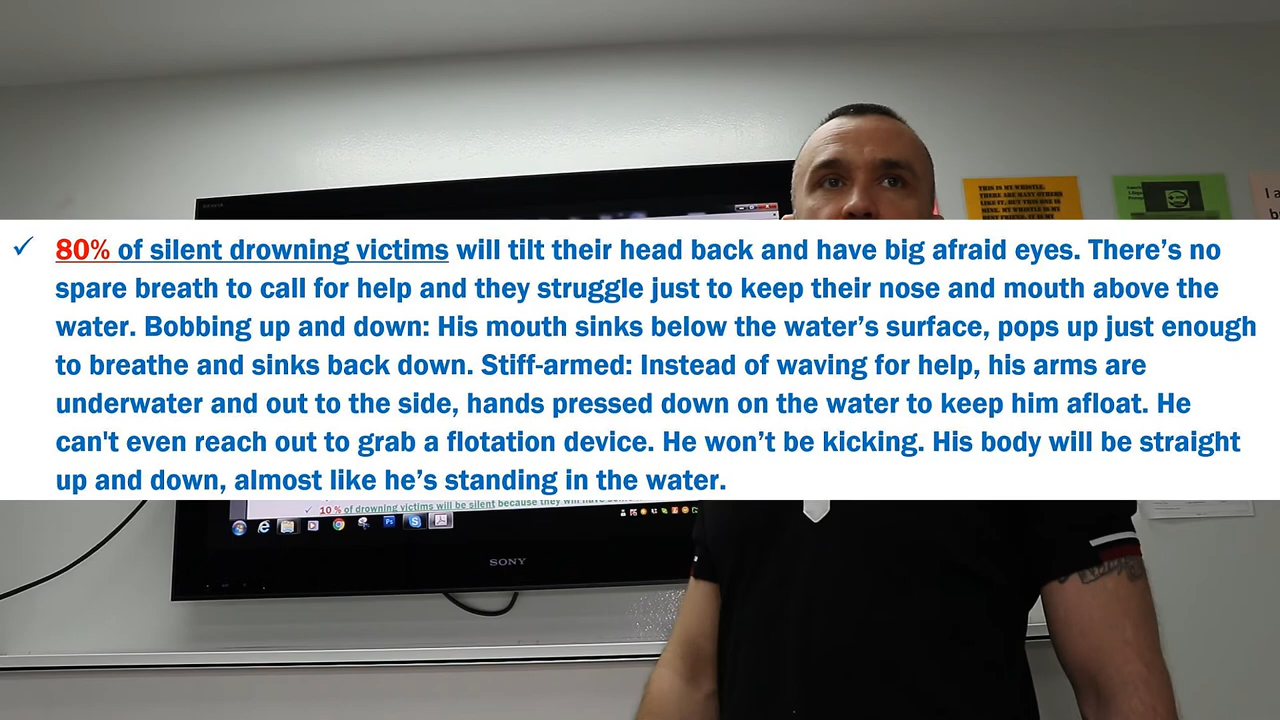 THIS IS MY WHISTLE.
THERE ARE MANY OTHERS
LIKE IT, BUT THIS ONE IS
MINE. MY WHISTLE IS MY
I a
✓ 80% of silent drowning victims will tilt their head back and have big afraid eyes. There’s no
spare breath to call for help and they struggle just to keep their nose and mouth above the
water. Bobbing up and down: His mouth sinks below the water’s surface, pops up just enough
to breathe and sinks back down. Stiff-armed: Instead of waving for help, his arms are
underwater and out to the side, hands pressed down on the water to keep him afloat. He
can't even reach out to grab a flotation device. He won’t be kicking. His body will be straight
up and down, almost like he’s standing in the water.
✓ 10 % of drowning victims will be silent because they will have
SONY